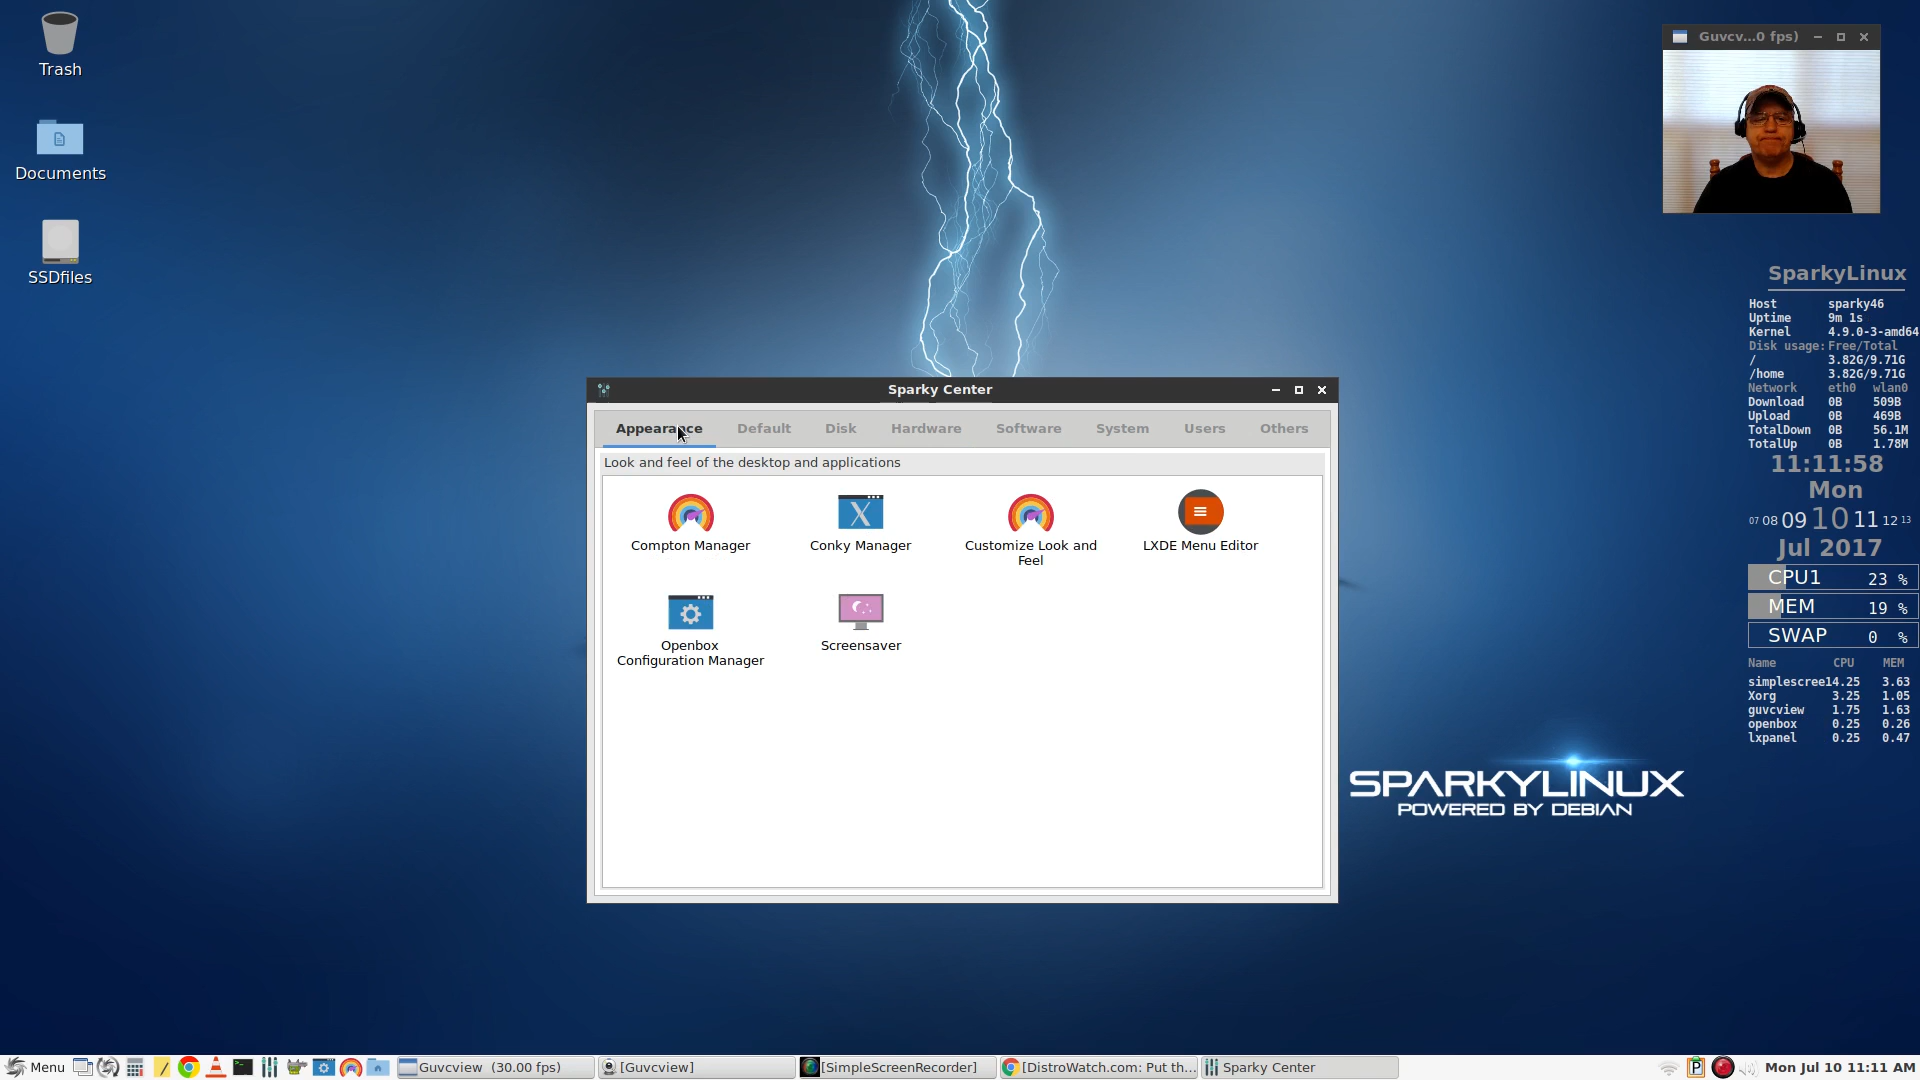 Trash
Documents
SSDfiles
Guvcv...0 fps)
SparkyLinux
Host sparky46
Uptime 9m 1s
Kernel 4.9.0-3-amd64
Disk usage: Free/Total
/ 3.82G/9.71G
/home 3.82G/9.71G
Network eth0 wlan0
Download 0B 509B
Upload 0B 469B
TotalDown 0B 56.1M
TotalUp 0B 1.78M
11:11:58
Mon
07 08 09 10 11 12 13
Jul 2017
CPU1 23 %
MEM 19 %
SWAP 0 %
Name CPU MEM
simplescree14.25 3.63
Xorg 3.25 1.05
guvcview 1.75 1.63
openbox 0.25 0.26
lxpanel 0.25 0.47
Sparky Center
Appearance Default Disk Hardware Software System Users Others
Look and feel of the desktop and applications
Compton Manager
Conky Manager
Customize Look and
Feel
LXDE Menu Editor
Openbox
Configuration Manager
Screensaver
SPARKYLINUX
POWERED BY DEBIAN
Menu
Guvcview (30.00 fps)
[Guvcview]
[SimpleScreenRecorder]
[DistroWatch.com: Put th...
Sparky Center
P
Mon Jul 10 11:11 AM